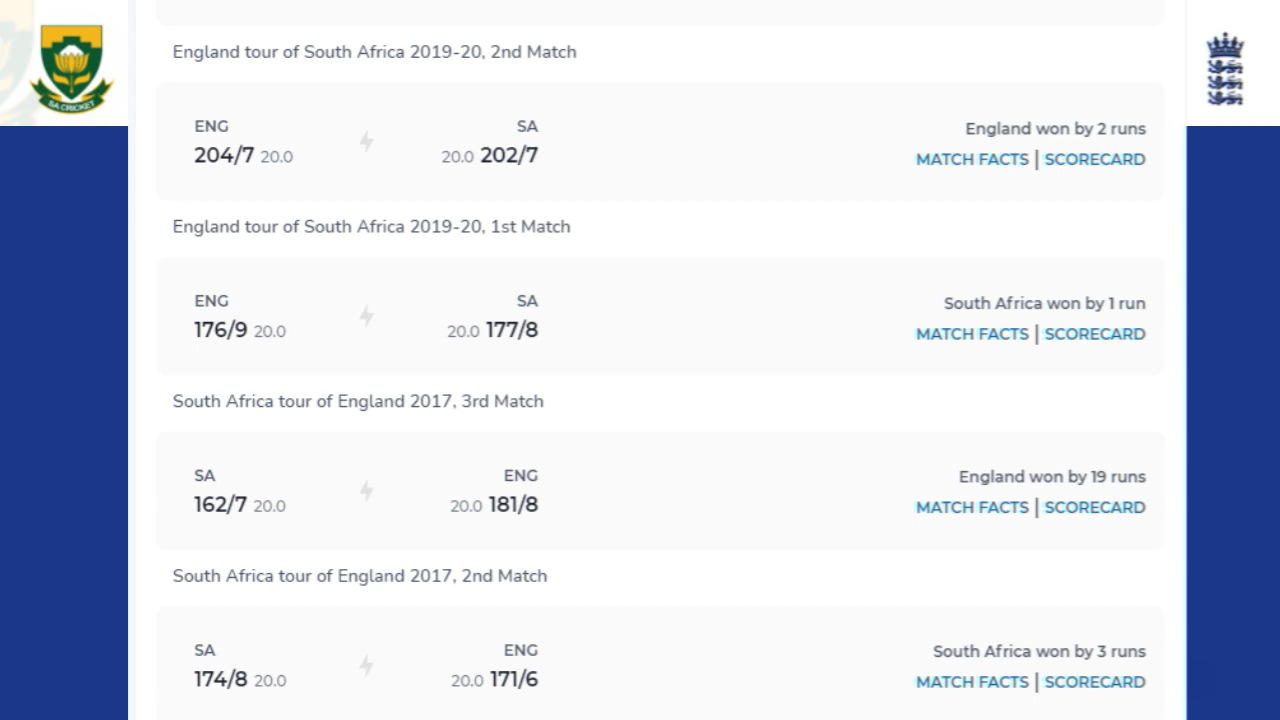 SA CRICKET
England tour of South Africa 2019-20, 2nd Match
ENG SA England won by 2 runs
204/7 20.0 20.0 202/7 MATCH FACTS | SCORECARD
England tour of South Africa 2019-20, 1st Match
ENG SA South Africa won by 1 run
176/9 20.0 20.0 177/8 MATCH FACTS | SCORECARD
South Africa tour of England 2017, 3rd Match
SA ENG England won by 19 runs
162/7 20.0 20.0 181/8 MATCH FACTS | SCORECARD
South Africa tour of England 2017, 2nd Match
SA ENG South Africa won by 3 runs
174/8 20.0 20.0 171/6 MATCH FACTS | SCORECARD